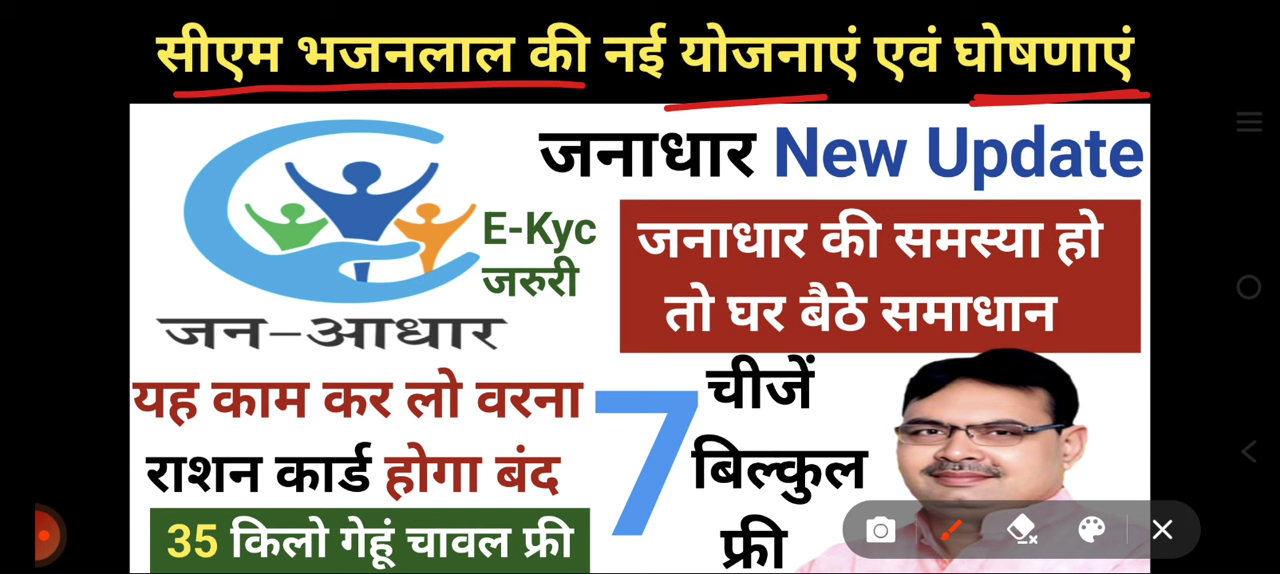 सीएम भजनलाल की नई योजनाएं एवं घोषणाएं
जनाधार New Update
E-Kyc
जरुरी
जनाधार की समस्या हो
तो घर बैठे समाधान
जन-आधार
यह काम कर लो वरना
राशन कार्ड होगा बंद
35 किलो गेहूं चावल फ्री
7 चीजें
बिल्कुल
फ्री